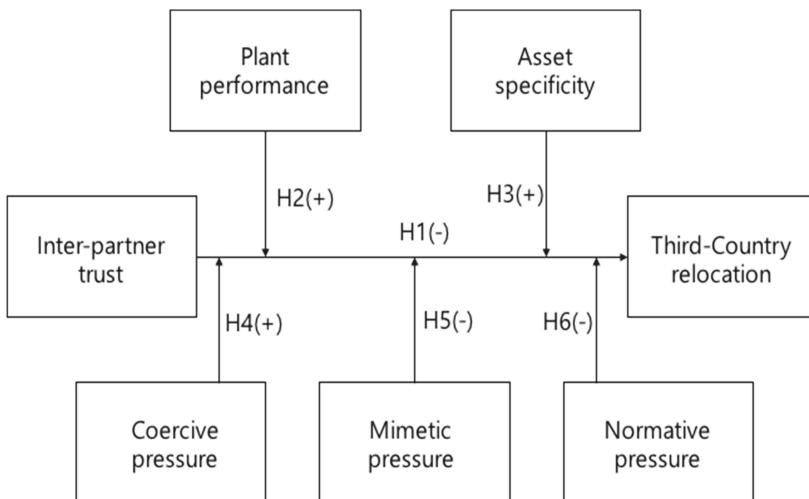 Plant
performance
Asset
specificity
H2(+)
H3(+)
Inter-partner
trust
H1(-)
Third-Country
relocation
H4(+)
H5(-)
H6(-)
Coercive
pressure
Mimetic
pressure
Normative
pressure